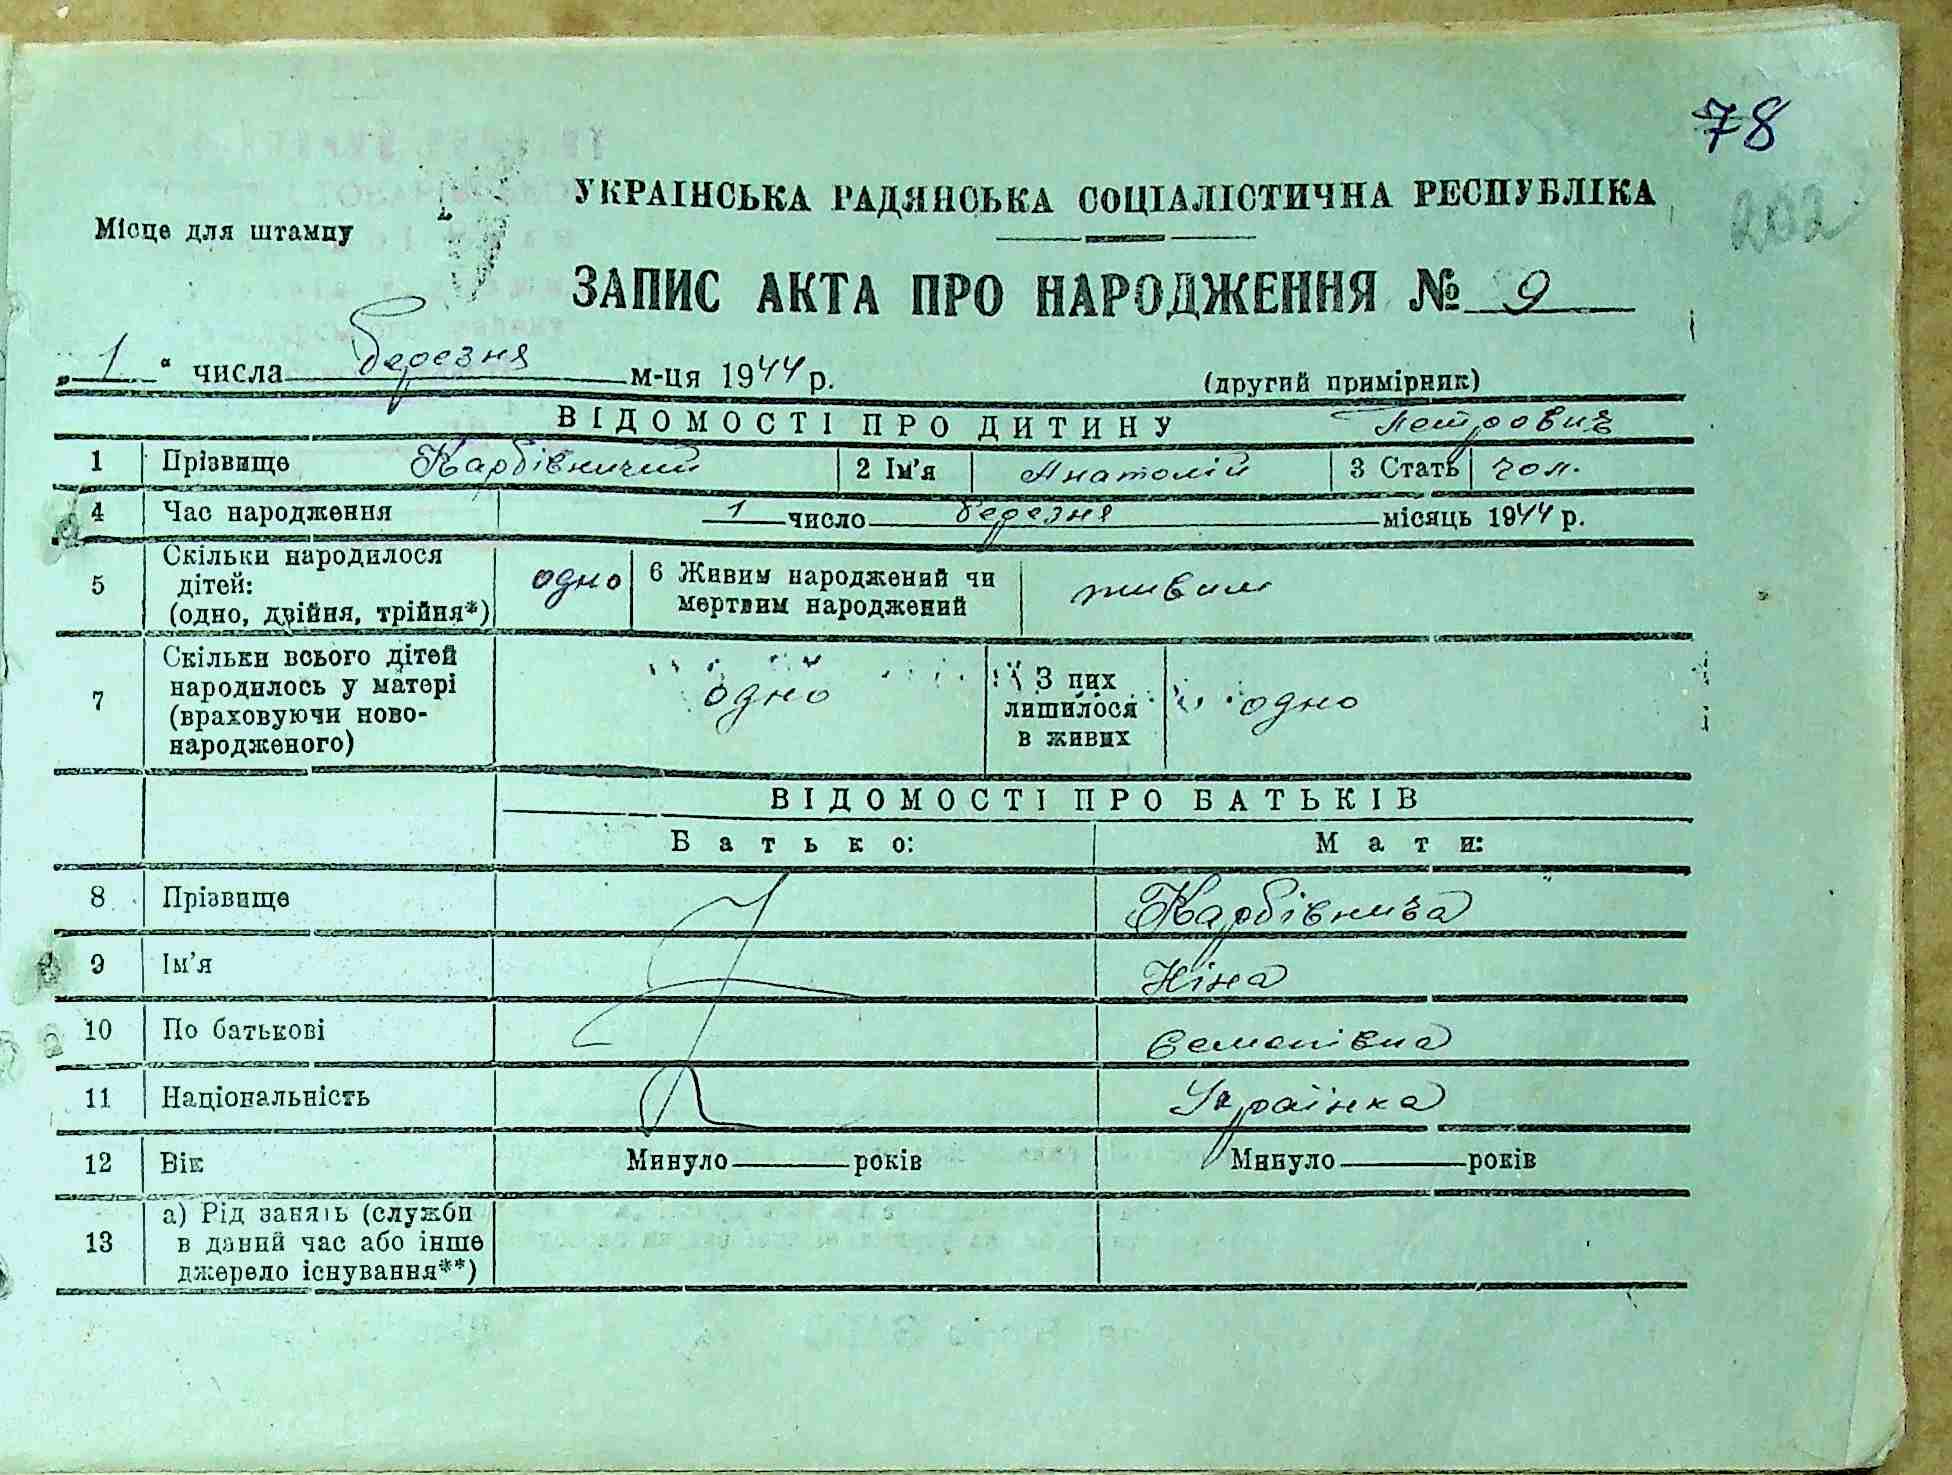 78
202
УКРАЇНСЬКА РАДЯНСЬКА СОЦІАЛІСТИЧНА РЕСПУБЛІКА
Місце для штампу
ЗАПИС АКТА ПРО НАРОДЖЕННЯ № 9
„ 1 “ числа березня м-ця 1944 р.
(другий примірник)
ВІДОМОСТІ ПРО ДИТИНУ Петрович
1 Прізвище Карбівничий 2 Ім'я Анатолій 3 Стать чол.
4 Час народження 1 число березня місяць 1944 р.
5 Скільки народилося дітей: (одно, двійня, трійня*) одно 6 Живим народжений чи мертвим народжений живим
7 Скільки всього дітей народилось у матері (враховуючи ново-народженого) одно З них лишилося в живих одно
ВІДОМОСТІ ПРО БАТЬКІВ
Батько: Мати:
8 Прізвище Карбівнича
9 Ім'я Ніна
10 По батькові Семенівна
11 Національність Українка
12 Вік Минуло років Минуло років
13 а) Рід занять (служби в даний час або інше джерело існування**)